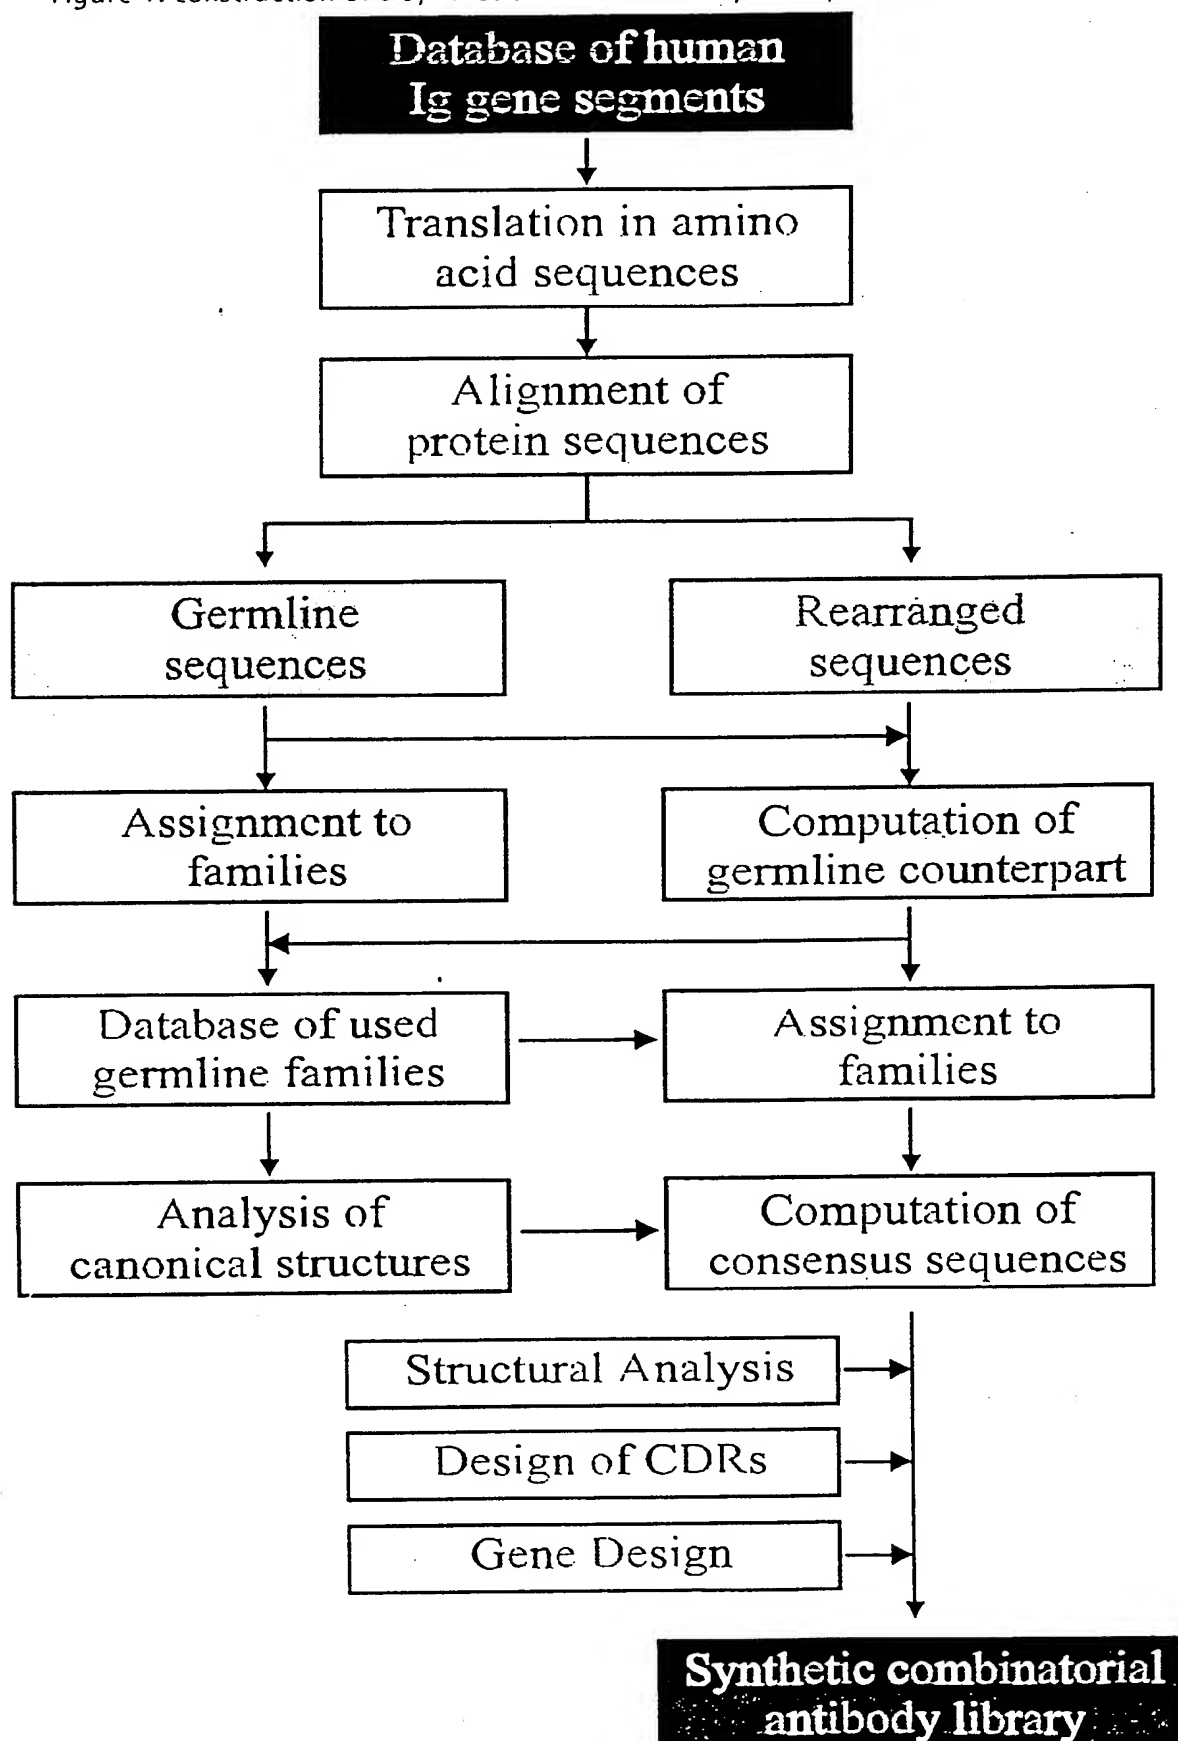 Database of human
Ig gene segments
Translation in amino
acid sequences
Alignment of
protein sequences
Germline
sequences
Rearranged
sequences
Assignment to
families
Computation of
germline counterpart
Database of used
germline families
Assignment to
families
Analysis of
canonical structures
Computation of
consensus sequences
Structural Analysis
Design of CDRs
Gene Design
Synthetic combinatorial
antibody library